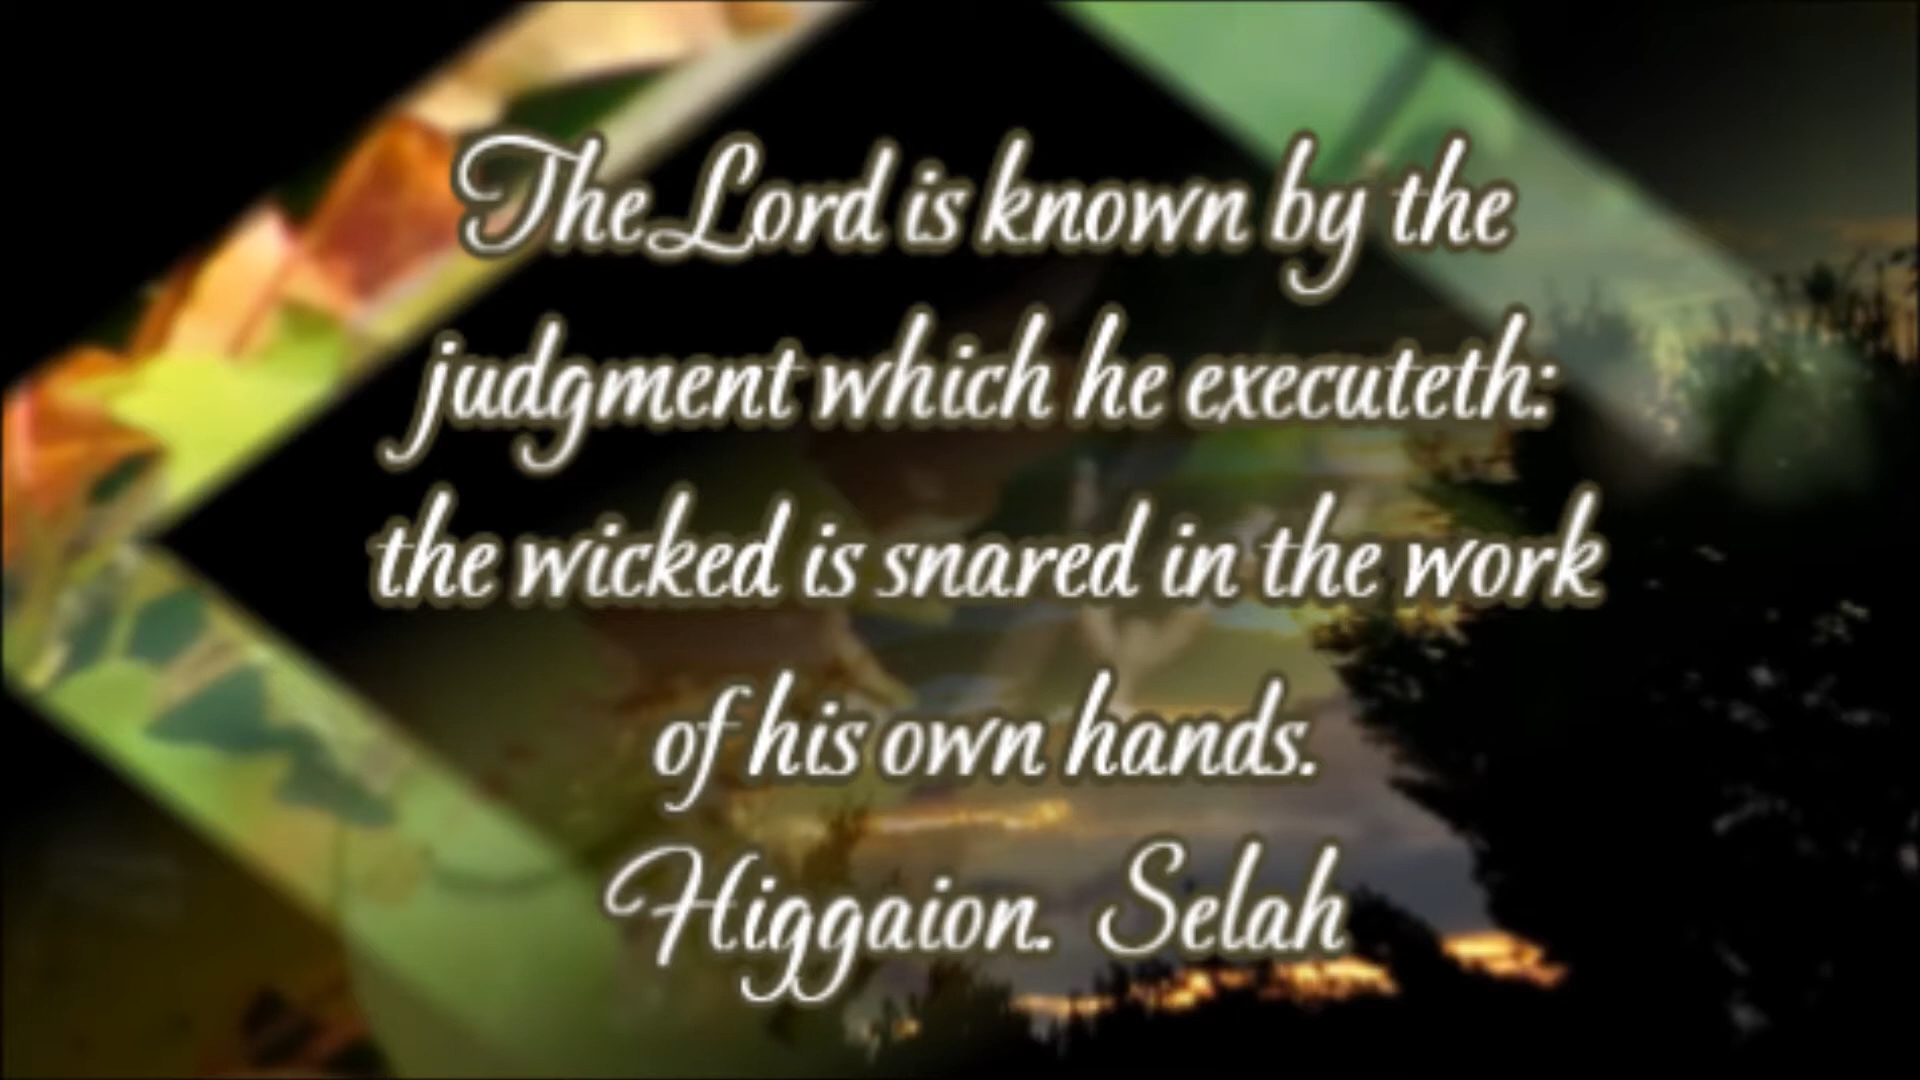 The Lord is known by the
judgment which he executeth:
the wicked is snared in the work
of his own hands.
Higgaion. Selah